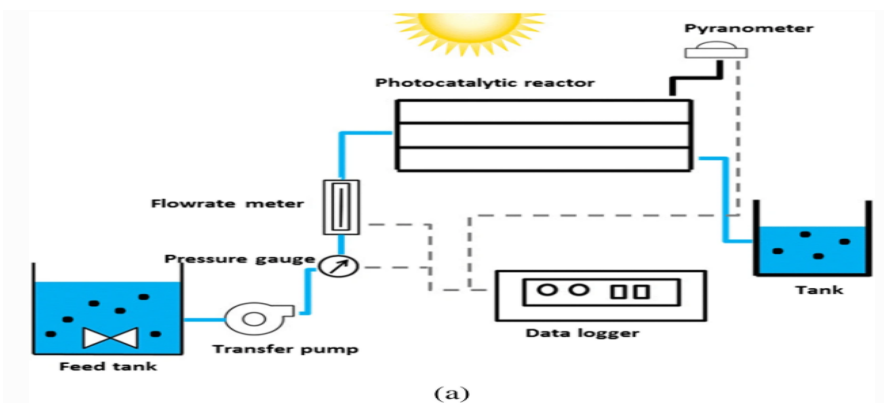 Pyranometer
Photocatalytic reactor
Flowrate meter
Pressure gauge
Tank
Data logger
Transfer pump
Feed tank
(a)